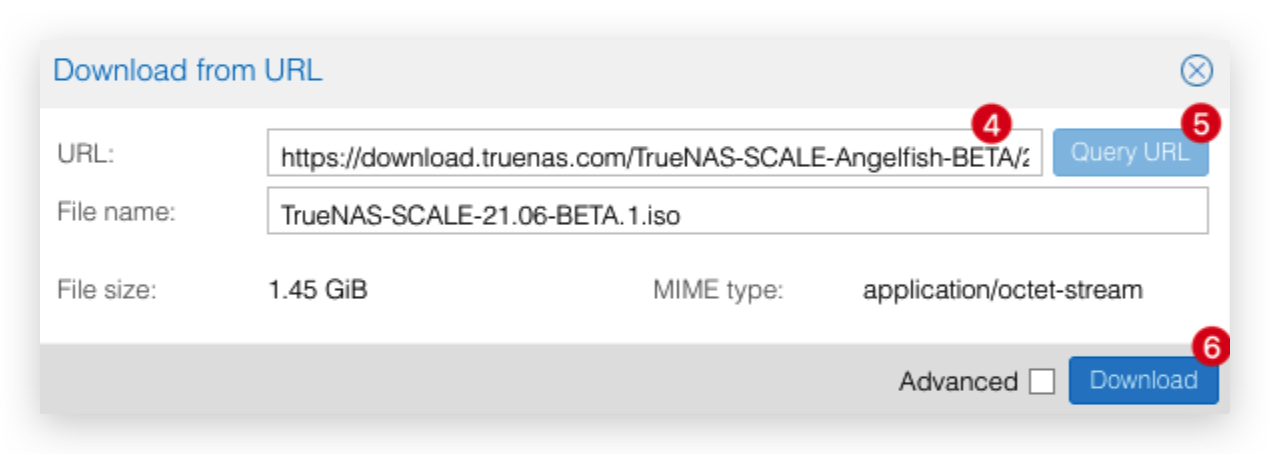 Download from URL
4
5
URL: https://download.truenas.com/TrueNAS-SCALE-Angelfish-BETA/2 Query URL
File name: TrueNAS-SCALE-21.06-BETA.1.iso
File size: 1.45 GiB MIME type: application/octet-stream
6
Advanced Download